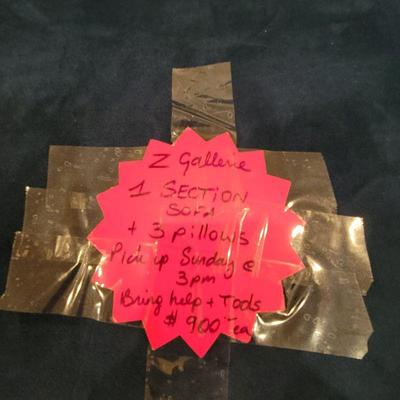 Z Gallerie
1 SECTION
SOFA
+ 3 pillows
Pick up Sunday @
3pm
Bring help + Tools
$ 900 ea